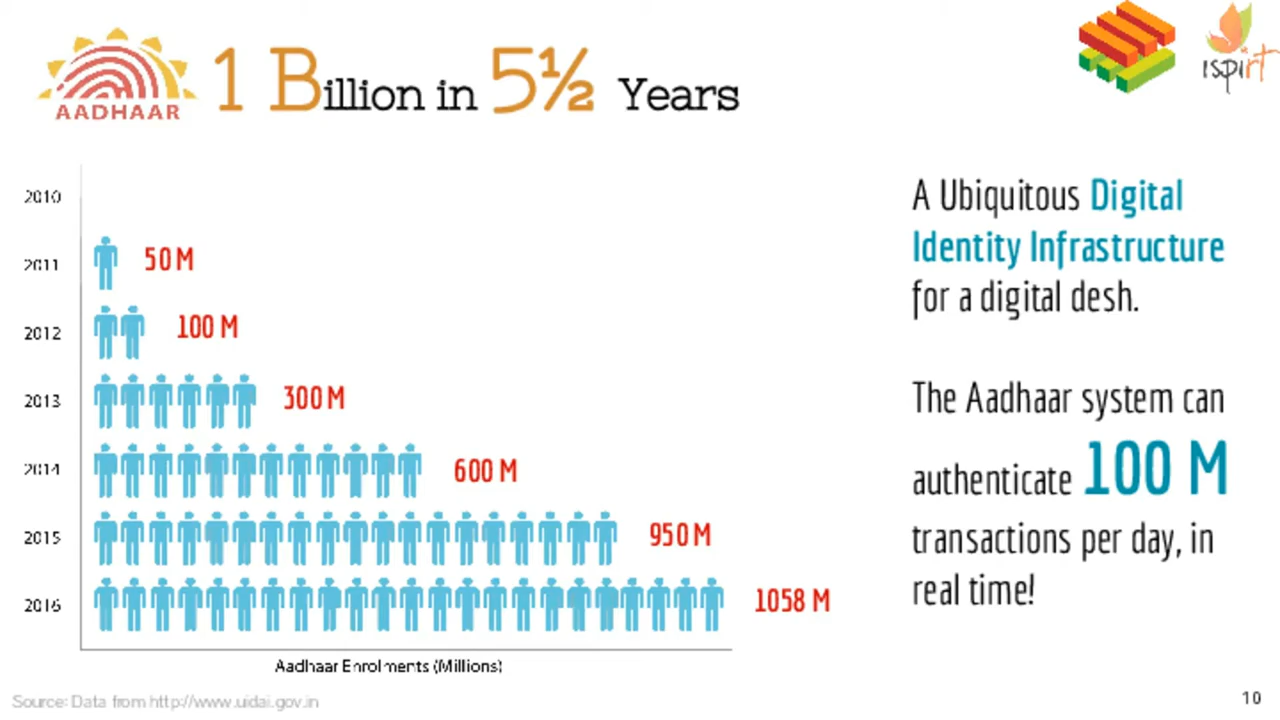 AADHAAR
1 Billion in 5½ Years
ispirt
2010
2011 50 M
2012 100 M
2013 300 M
2014 600 M
2015 950 M
2016 1058 M
Aadhaar Enrolments (Millions)
A Ubiquitous Digital
Identity Infrastructure
for a digital desh.
The Aadhaar system can
authenticate 100 M
transactions per day, in
real time!
Source: Data from http://www.uidai.gov.in
10